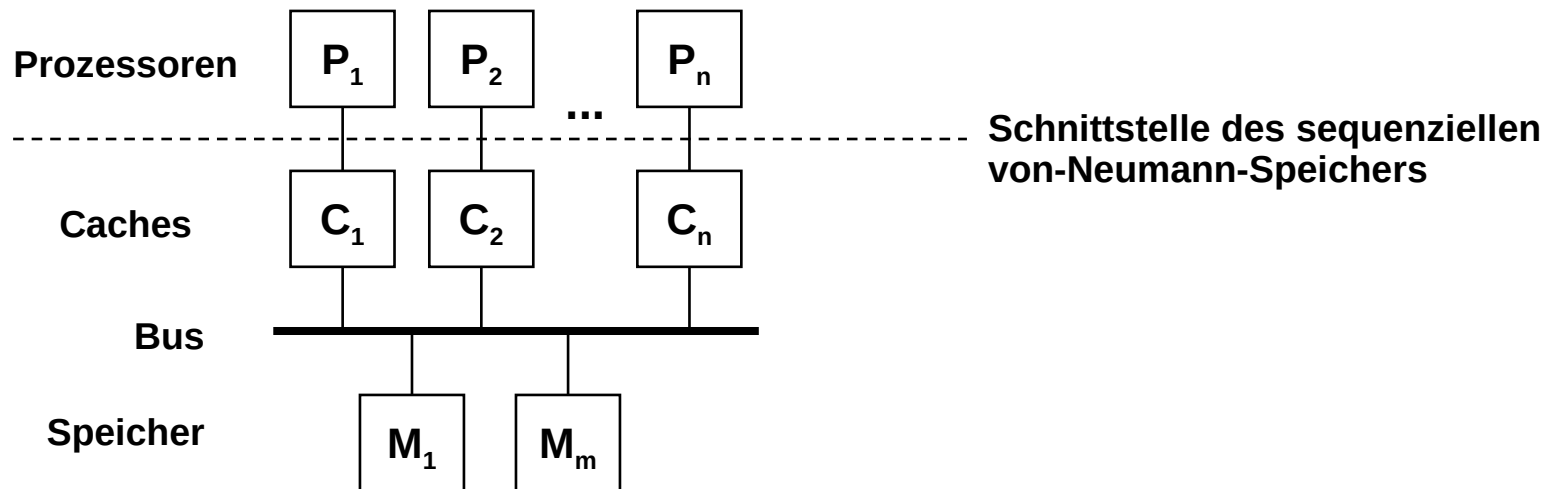 Prozessoren P1 P2 ... Pn
Schnittstelle des sequenziellen
von-Neumann-Speichers
Caches C1 C2 Cn
Bus
Speicher M1 Mm